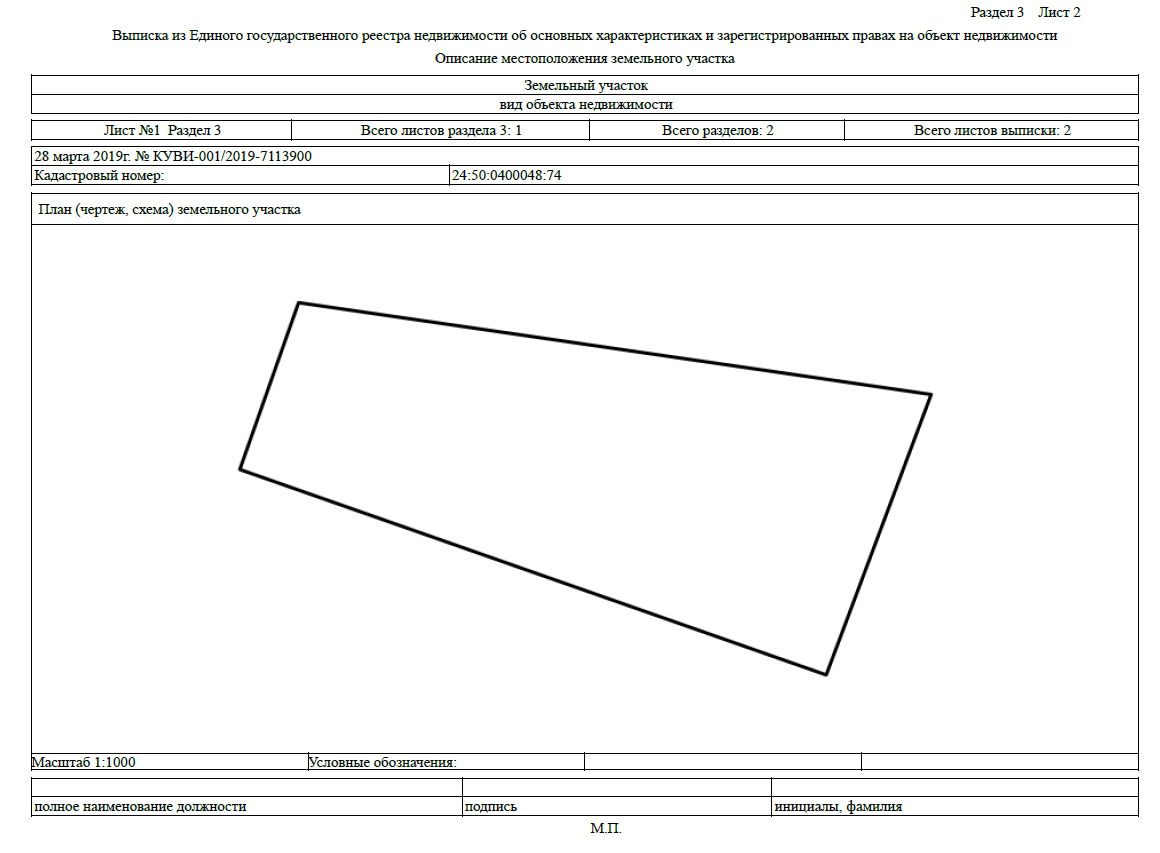 Раздел 3 Лист 2
Выписка из Единого государственного реестра недвижимости об основных характеристиках и зарегистрированных правах на объект недвижимости
Описание местоположения земельного участка
Земельный участок
вид объекта недвижимости
Лист №1 Раздел 3 Всего листов раздела 3: 1 Всего разделов: 2 Всего листов выписки: 2
28 марта 2019г. № КУВИ-001/2019-7113900
Кадастровый номер: 24:50:0400048:74
План (чертеж, схема) земельного участка
Масштаб 1:1000 Условные обозначения:
полное наименование должности подпись инициалы, фамилия
М.П.